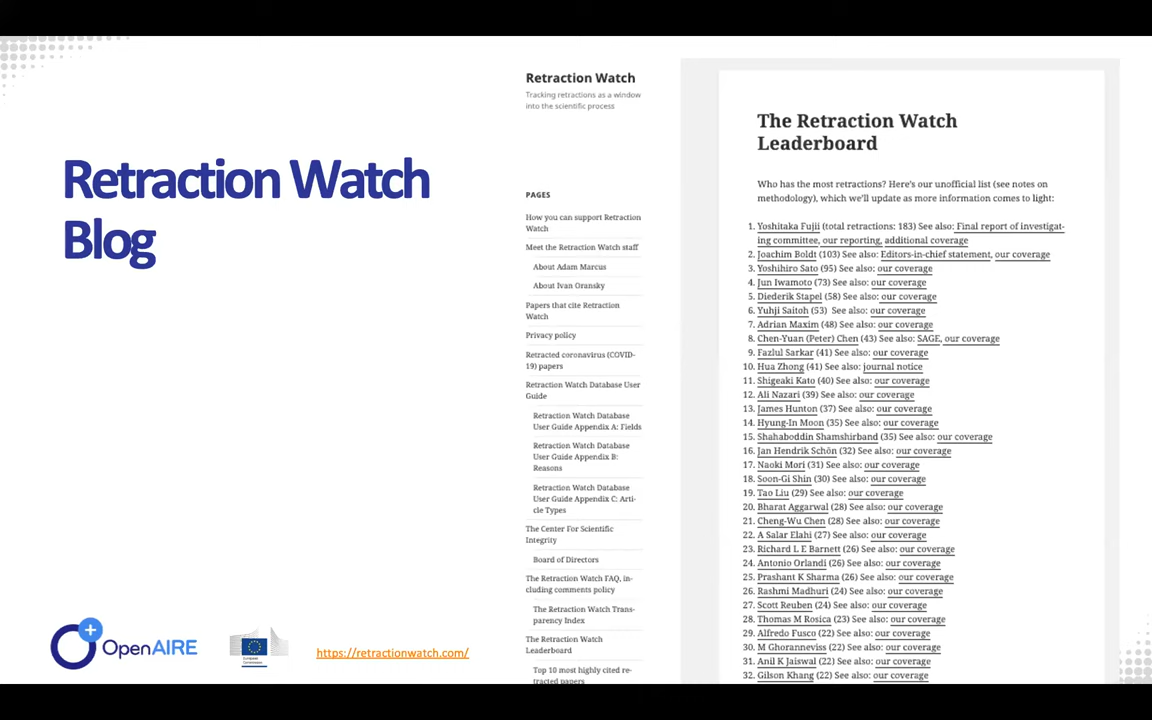 Retraction Watch
Blog
Retraction Watch
Tracking retractions as a window
into the scientific process
PAGES
How you can support Retraction
Watch
Meet the Retraction Watch staff
About Adam Marcus
About Ivan Oransky
Papers that cite Retraction
Watch
Privacy policy
Retracted coronavirus (COVID-
19) papers
Retraction Watch Database User
Guide
Retraction Watch Database
User Guide Appendix A: Fields
Retraction Watch Database
User Guide Appendix B:
Reasons
Retraction Watch Database
User Guide Appendix C: Arti-
cle Types
The Center For Scientific
Integrity
Board of Directors
The Retraction Watch FAQ, in-
cluding comments policy
The Retraction Watch Trans-
parency Index
The Retraction Watch
Leaderboard
Top 10 most highly cited re-
tracted papers
The Retraction Watch
Leaderboard
Who has the most retractions? Here's our unofficial list (see notes on
methodology), which we'll update as more information comes to light:
1. Yoshitaka Fujii (total retractions: 183) See also: Final report of investigat-
ing committee, our reporting, additional coverage
2. Joachim Boldt (103) See also: Editors-in-chief statement, our coverage
3. Yoshihiro Sato (95) See also: our coverage
4. Jun Iwamoto (73) See also: our coverage
5. Diederik Stapel (58) See also: our coverage
6. Yuhji Saitoh (53) See also: our coverage
7. Adrian Maxim (48) See also: our coverage
8. Chen-Yuan (Peter) Chen (43) See also: SAGE, our coverage
9. Fazlul Sarkar (41) See also: our coverage
10. Hua Zhong (41) See also: journal notice
11. Shigeaki Kato (40) See also: our coverage
12. Ali Nazari (39) See also: our coverage
13. James Hunton (37) See also: our coverage
14. Hyung-In Moon (35) See also: our coverage
15. Shahaboddin Shamshirband (35) See also: our coverage
16. Jan Hendrik Schön (32) See also: our coverage
17. Naoki Mori (31) See also: our coverage
18. Soon-Gi Shin (30) See also: our coverage
19. Tao Liu (29) See also: our coverage
20. Bharat Aggarwal (28) See also: our coverage
21. Cheng-Wu Chen (28) See also: our coverage
22. A Salar Elahi (27) See also: our coverage
23. Richard L E Barnett (26) See also: our coverage
24. Antonio Orlandi (26) See also: our coverage
25. Prashant K Sharma (26) See also: our coverage
26. Rashmi Madhuri (24) See also: our coverage
27. Scott Reuben (24) See also: our coverage
28. Thomas M Rosica (23) See also: our coverage
29. Alfredo Fusco (22) See also: our coverage
30. M Ghoranneviss (22) See also: our coverage
31. Anil K Jaiswal (22) See also: our coverage
32. Gilson Khang (22) See also: our coverage
OpenAIRE
European
Commission
https://retractionwatch.com/